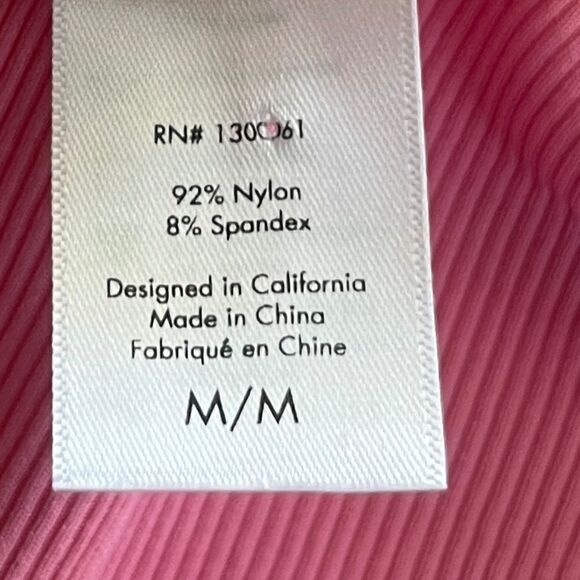 RN#
92% Nylon
8% Spandex
Designed in California
Made in China
Fabriqué en Chine
M/M